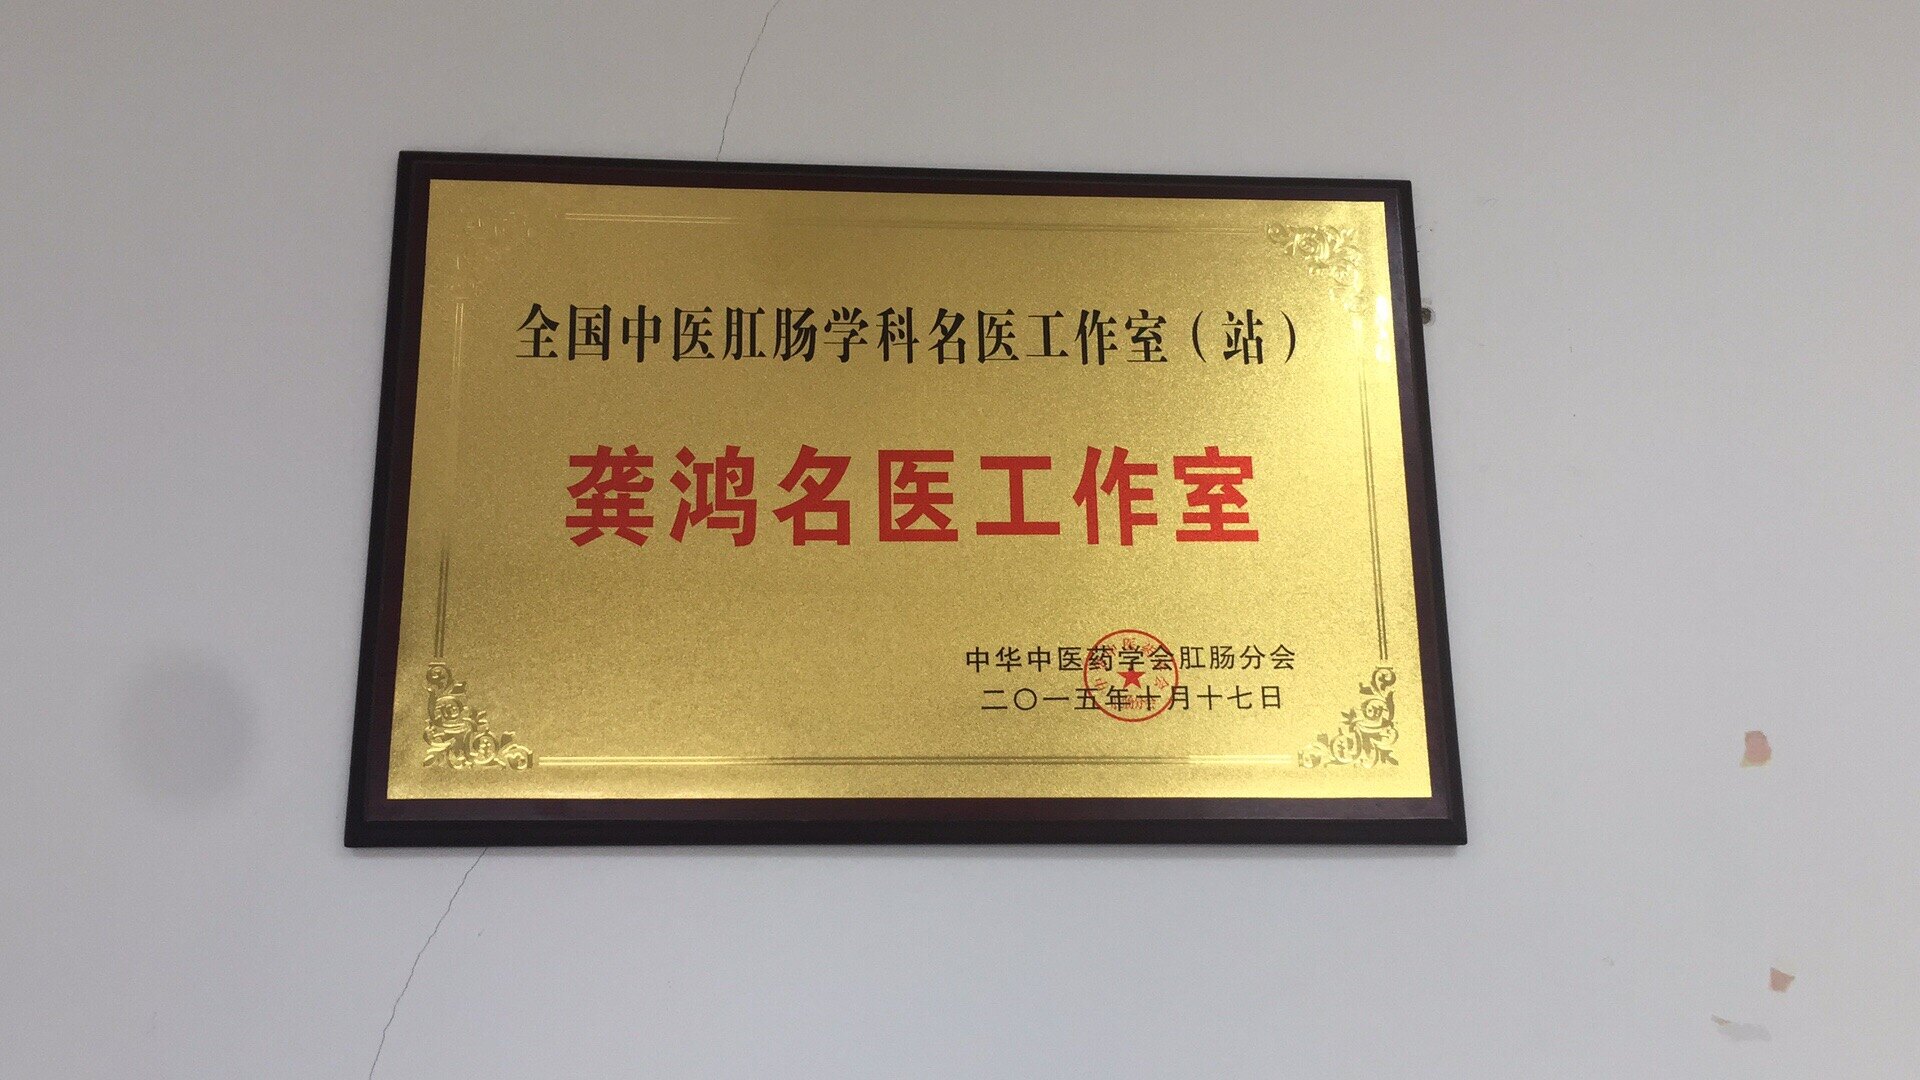 全国中医肛肠学科名医工作室（站）
龚鸿名医工作室
中华中医药学会肛肠分会
二〇一五年十月十七日